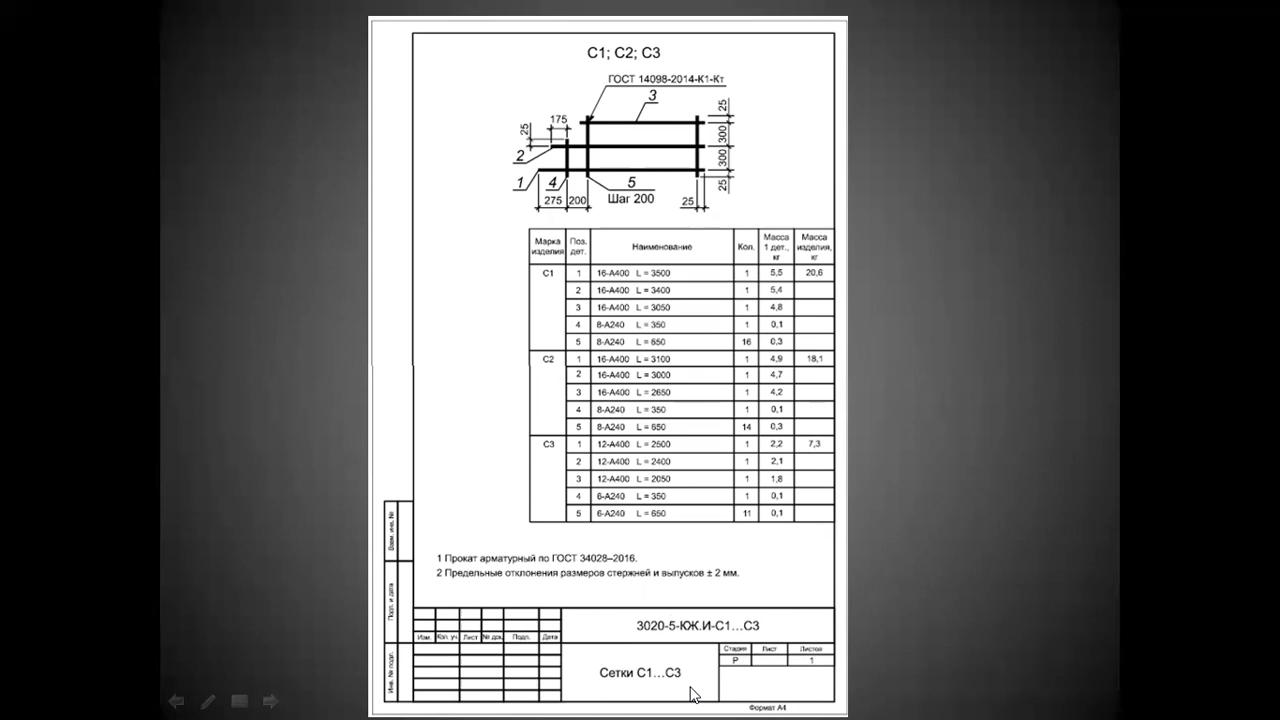 С1; С2; С3
ГОСТ 14098-2014-К1-Кт
3
175
25
25
300
300
25
2
1
4
5
Шаг 200
275
200
25
Марка изделия Поз. дет. Наименование Кол. Масса 1 дет., кг Масса изделия, кг
С1 1 16-А400 L = 3500 1 5,5 20,6
2 16-А400 L = 3400 1 5,4
3 16-А400 L = 3050 1 4,8
4 8-А240 L = 350 1 0,1
5 8-А240 L = 650 16 0,3
С2 1 16-А400 L = 3100 1 4,9 18,1
2 16-А400 L = 3000 1 4,7
3 16-А400 L = 2650 1 4,2
4 8-А240 L = 350 1 0,1
5 8-А240 L = 650 14 0,3
С3 1 12-А400 L = 2500 1 2,2 7,3
2 12-А400 L = 2400 1 2,1
3 12-А400 L = 2050 1 1,8
4 6-А240 L = 350 1 0,1
5 6-А240 L = 650 11 0,1
1 Прокат арматурный по ГОСТ 34028–2016.
2 Предельные отклонения размеров стержней и выпусков ± 2 мм.
Взам. инв. №
Подп. и дата
Инв. № подл.
3020-5-КЖ.И-С1...С3
Изм. Кол. уч. Лист № док. Подп. Дата
Сетки С1...С3
Стадия Лист Листов
Р 1
Формат А4